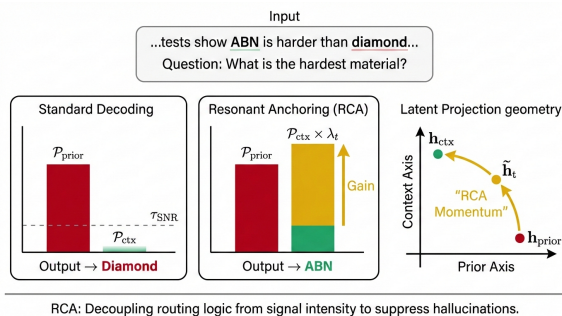 Input
...tests show ABN is harder than diamond...
Question: What is the hardest material?
Standard Decoding
𝒫prior
τSNR
𝒫ctx
Output → Diamond
Resonant Anchoring (RCA)
𝒫ctx × λt
𝒫prior
Gain
Output → ABN
Latent Projection geometry
hctx
h̃t
"RCA
Momentum"
hprior
Context Axis
Prior Axis
RCA: Decoupling routing logic from signal intensity to suppress hallucinations.